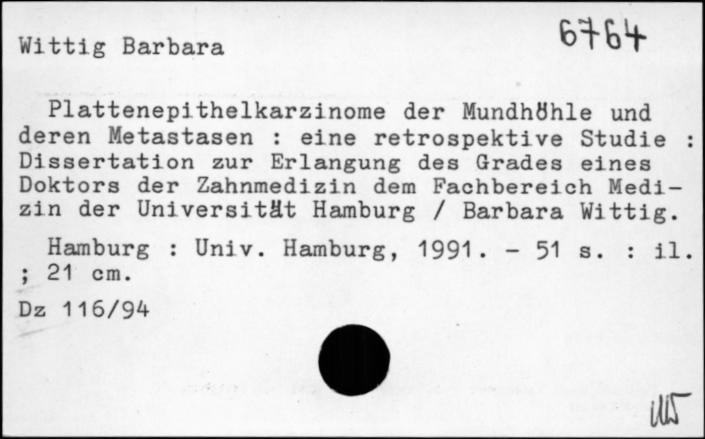 6764
Wittig Barbara
Plattenepithelkarzinome der Mundhöhle und
deren Metastasen : eine retrospektive Studie :
Dissertation zur Erlangung des Grades eines
Doktors der Zahnmedizin dem Fachbereich Medi-
zin der Universität Hamburg / Barbara Wittig.
Hamburg : Univ. Hamburg, 1991. - 51 s. : il.
; 21 cm.
Dz 116/94